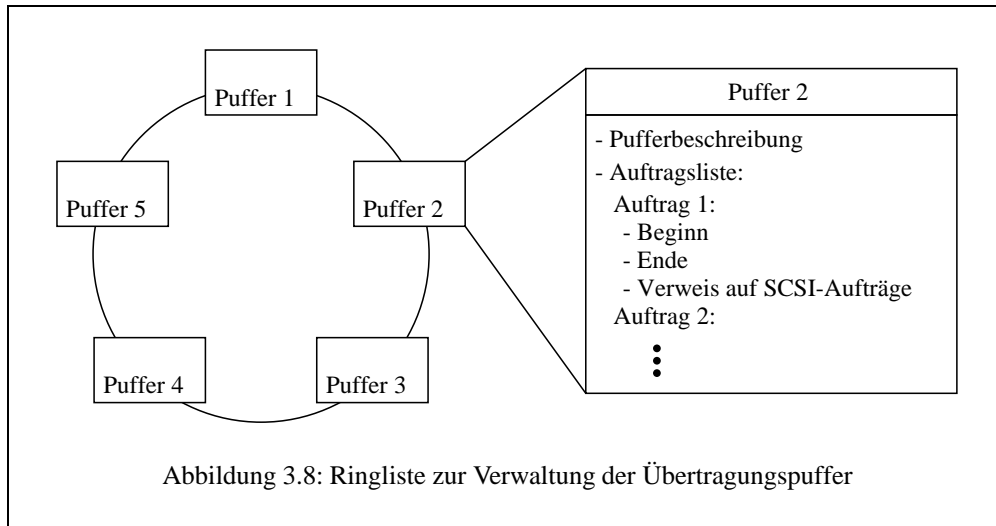 Puffer 1
Puffer 5
Puffer 2
Puffer 4
Puffer 3
Puffer 2
- Pufferbeschreibung
- Auftragsliste:
Auftrag 1:
- Beginn
- Ende
- Verweis auf SCSI-Aufträge
Auftrag 2:
Abbildung 3.8: Ringliste zur Verwaltung der Übertragungspuffer